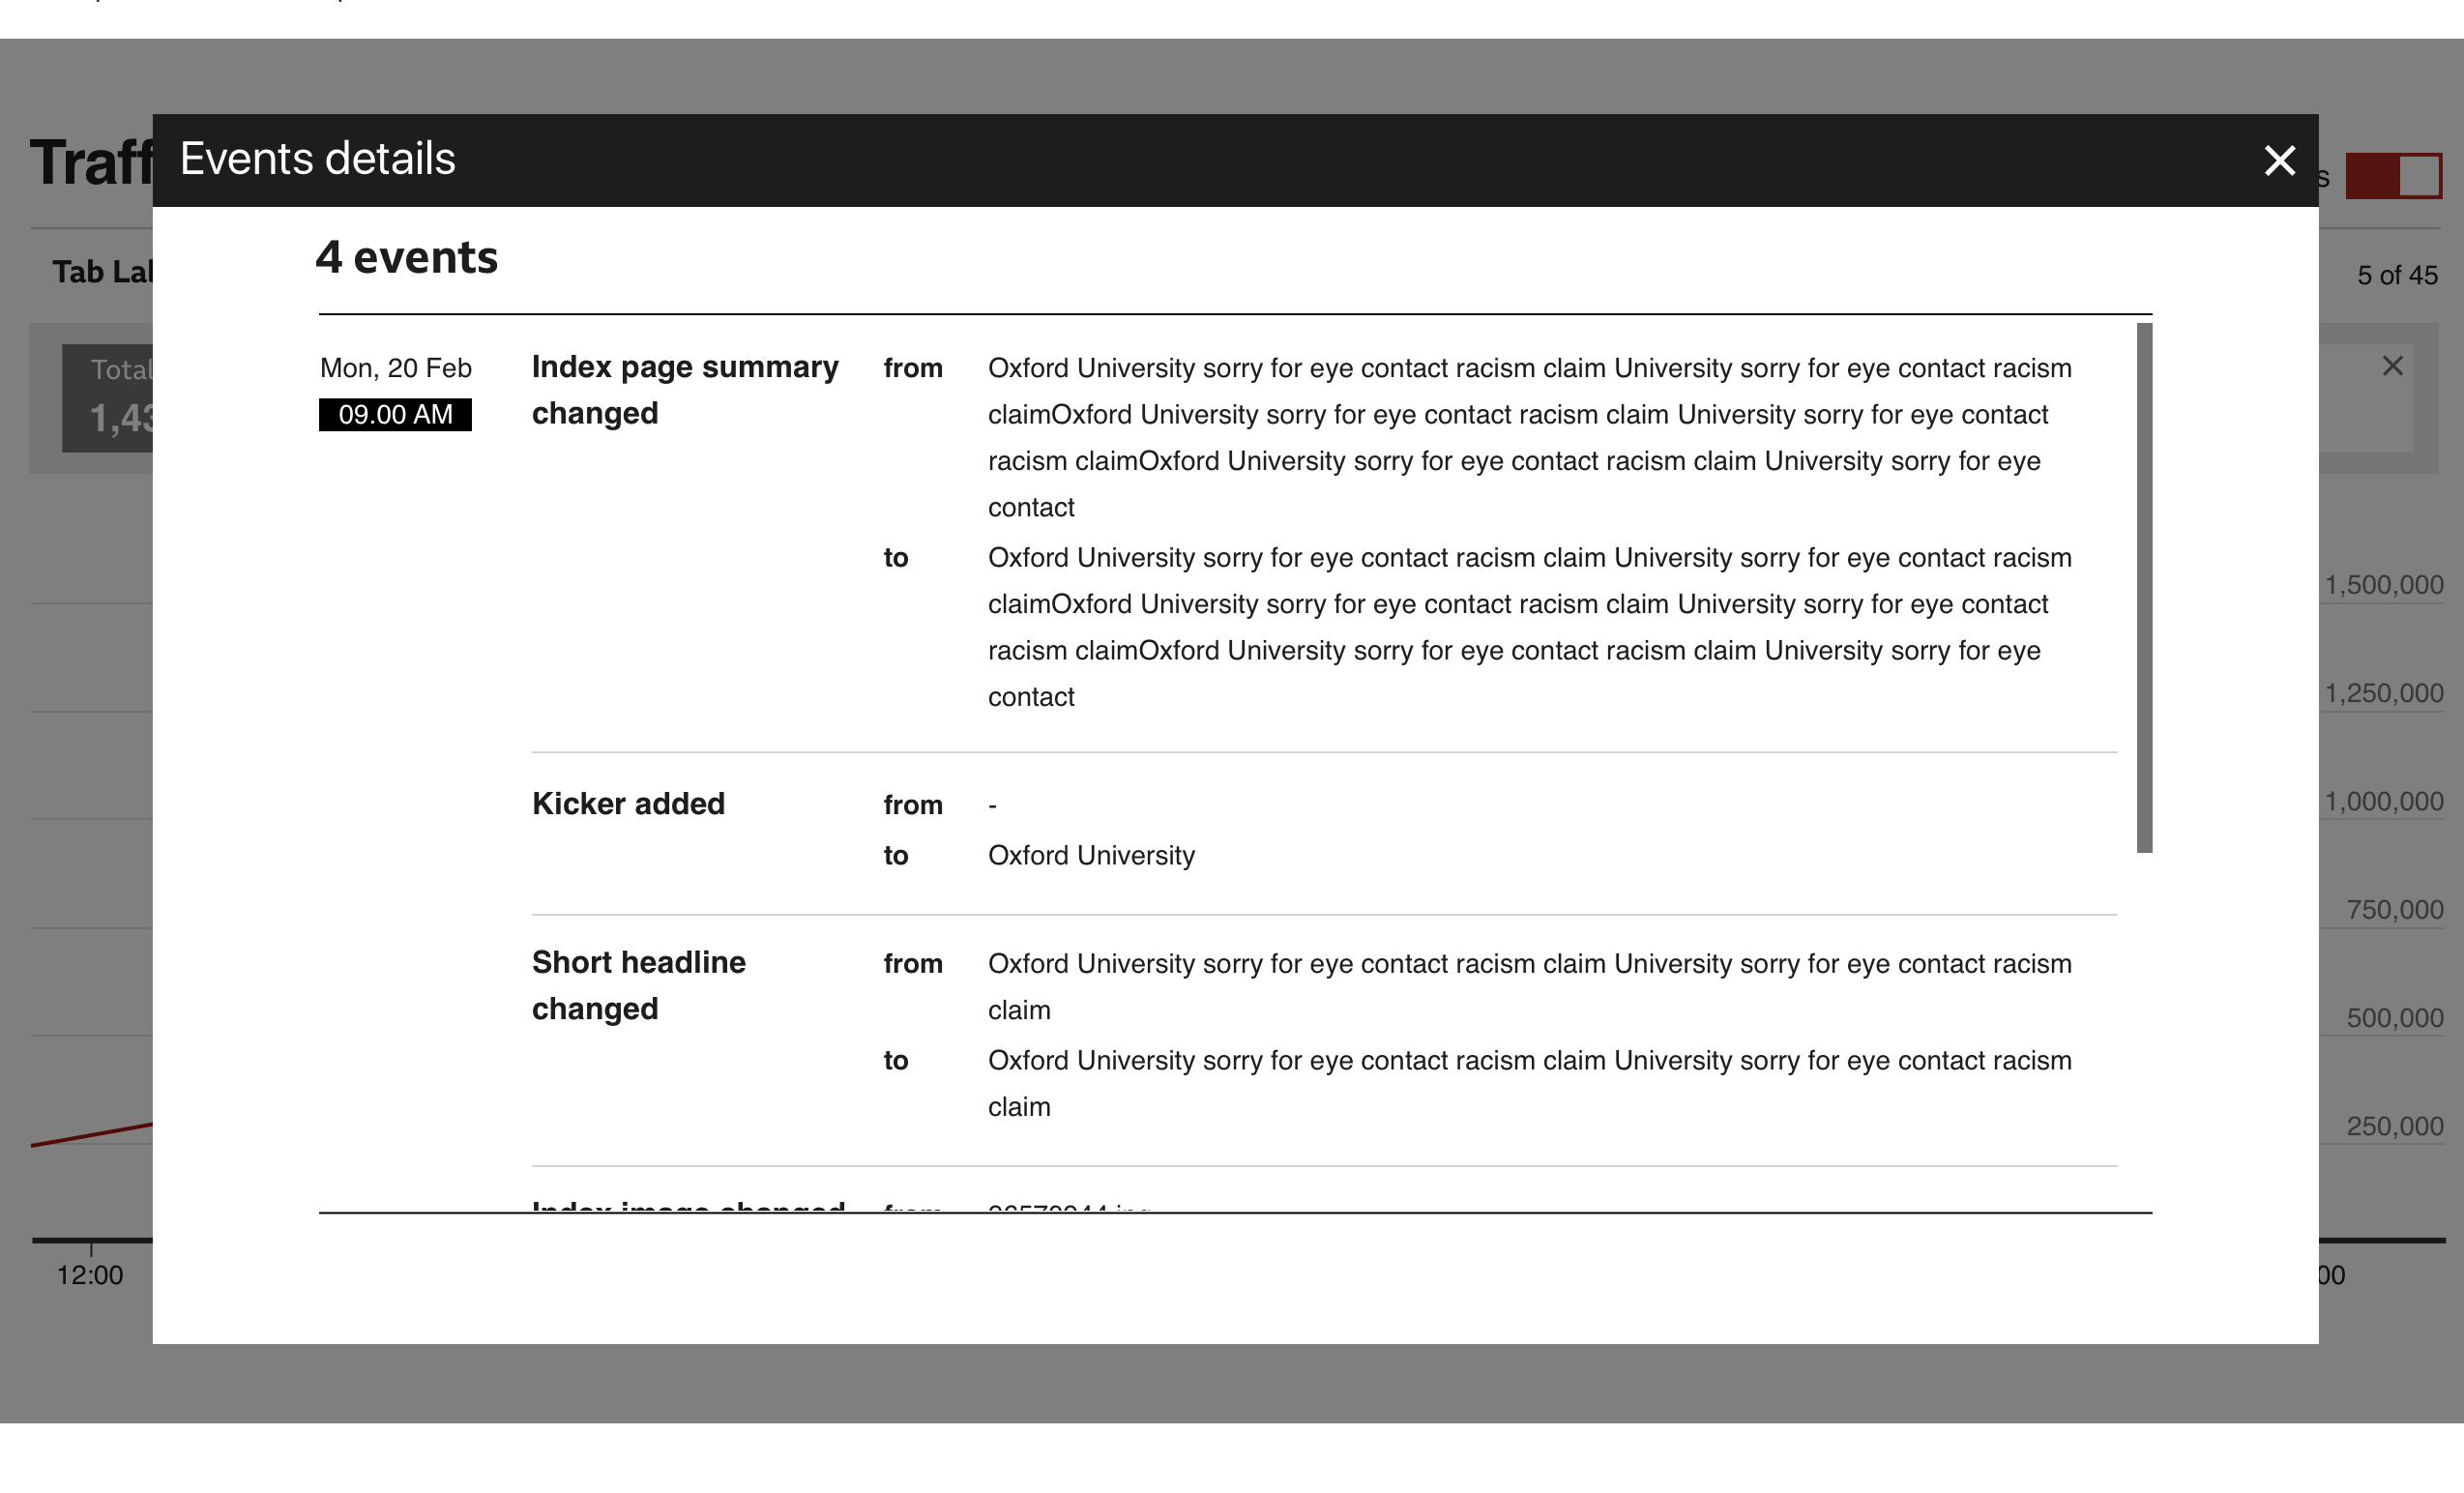 Traff
Events details
s
4 events
Tab Lal
5 of 45
Mon, 20 Feb
09.00 AM
Index page summary
changed
from
Oxford University sorry for eye contact racism claim University sorry for eye contact racism
claimOxford University sorry for eye contact racism claim University sorry for eye contact
racism claimOxford University sorry for eye contact racism claim University sorry for eye
contact
to
Oxford University sorry for eye contact racism claim University sorry for eye contact racism
claimOxford University sorry for eye contact racism claim University sorry for eye contact
racism claimOxford University sorry for eye contact racism claim University sorry for eye
contact
Kicker added
from
-
to
Oxford University
Short headline
changed
from
Oxford University sorry for eye contact racism claim University sorry for eye contact racism
claim
to
Oxford University sorry for eye contact racism claim University sorry for eye contact racism
claim
Index image changed
from
Total
1,43
1,500,000
1,250,000
1,000,000
750,000
500,000
250,000
12:00
00